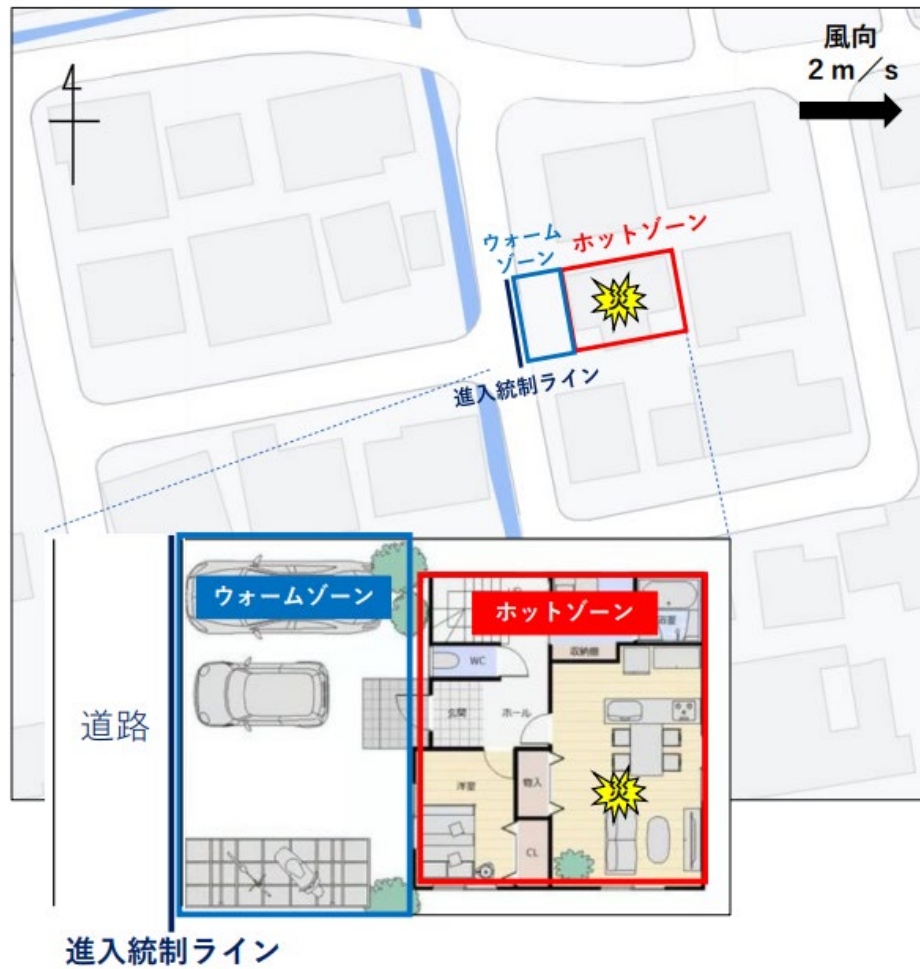 風向
2 m/s
ウォーム
ゾーン
ホットゾーン
炎
進入統制ライン
ウォームゾーン
ホットゾーン
浴室
収納棚
WC
玄関
ホール
道路
洋室
物入
炎
CL
進入統制ライン